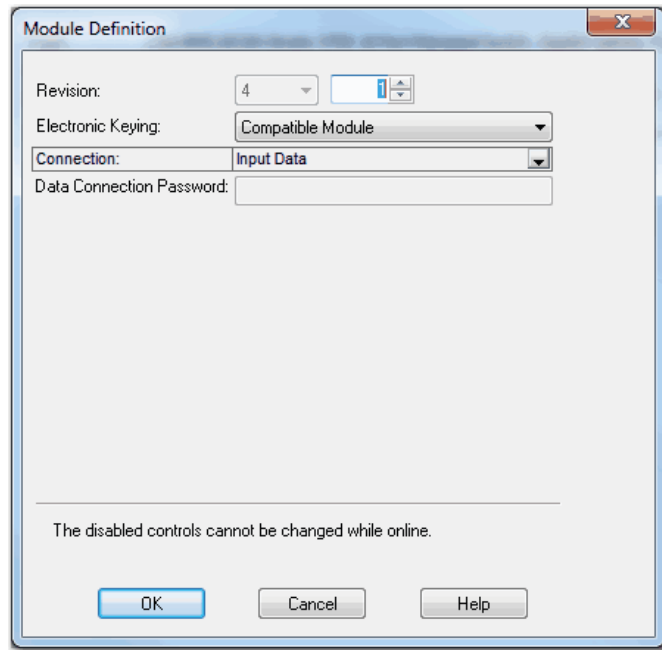 Module Definition
Revision: 4 1
Electronic Keying: Compatible Module
Connection: Input Data
Data Connection Password:
The disabled controls cannot be changed while online.
OK Cancel Help